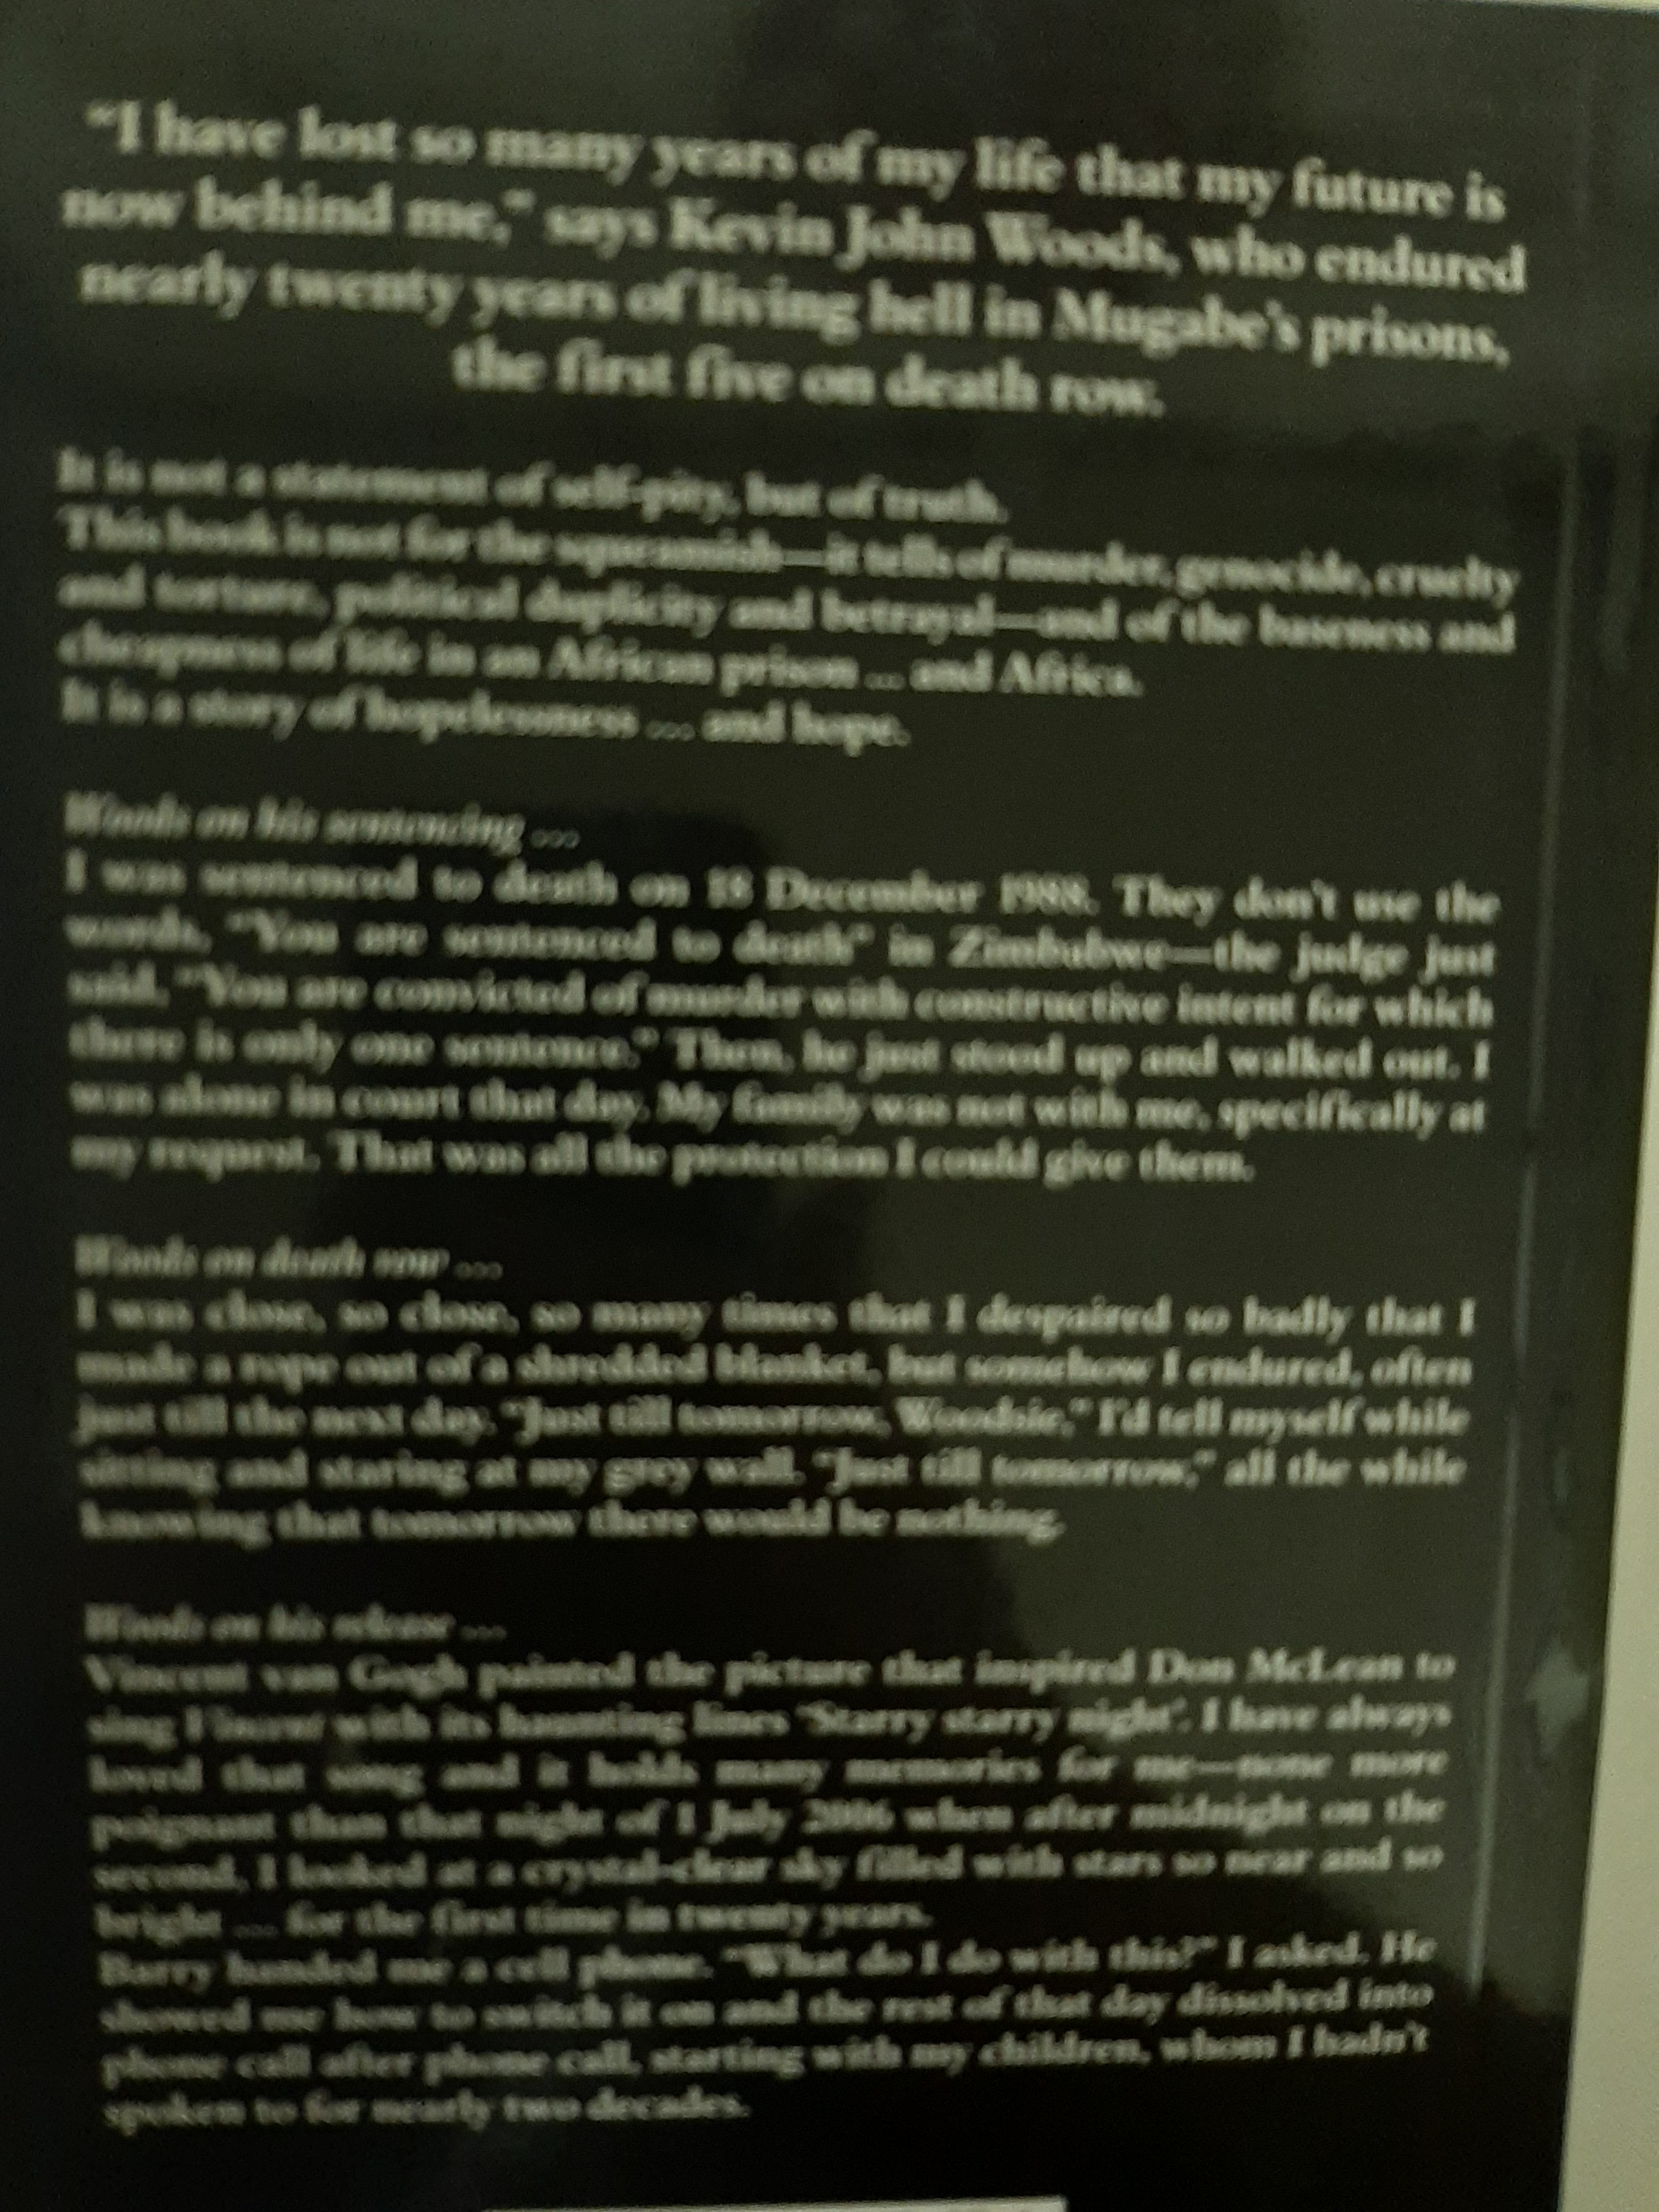 “I have lost so many years of my life that my future is
now behind me,” says Kevin John Woods, who endured
nearly twenty years of living hell in Mugabe’s prisons,
the first five on death row.
It is not a statement of self-pity, but of truth.
This book is not for the squeamish—it tells of murder, genocide, cruelty
and torture, political duplicity and betrayal—and of the baseness and
cheapness of life in an African prison ... and Africa.
It is a story of hopelessness ... and hope.
Woods on his sentencing ...
I was sentenced to death on 18 December 1988. They don’t use the
words, “You are sentenced to death” in Zimbabwe—the judge just
said, “You are convicted of murder with constructive intent for which
there is only one sentence.” Then, he just stood up and walked out. I
was alone in court that day. My family was not with me, specifically at
my request. That was all the protection I could give them.
Woods on death row ...
I was close, so close, so many times that I despaired so badly that I
made a rope out of a shredded blanket, but somehow I endured, often
just till the next day. “Just till tomorrow, Woodsie,” I’d tell myself while
sitting and staring at my grey wall. “Just till tomorrow,” all the while
knowing that tomorrow there would be nothing.
Woods on his release ...
Vincent van Gogh painted the picture that inspired Don McLean to
sing Vincent with its haunting lines ‘Starry starry night’. I have always
loved that song and it holds many memories for me—none more
poignant than that night of 1 July 2006 when after midnight on the
second, I looked at a crystal-clear sky filled with stars so near and so
bright ... for the first time in twenty years.
Barry handed me a cell phone. “What do I do with this?” I asked. He
showed me how to switch it on and the rest of that day dissolved into
phone call after phone call, starting with my children, whom I hadn’t
spoken to for nearly two decades.